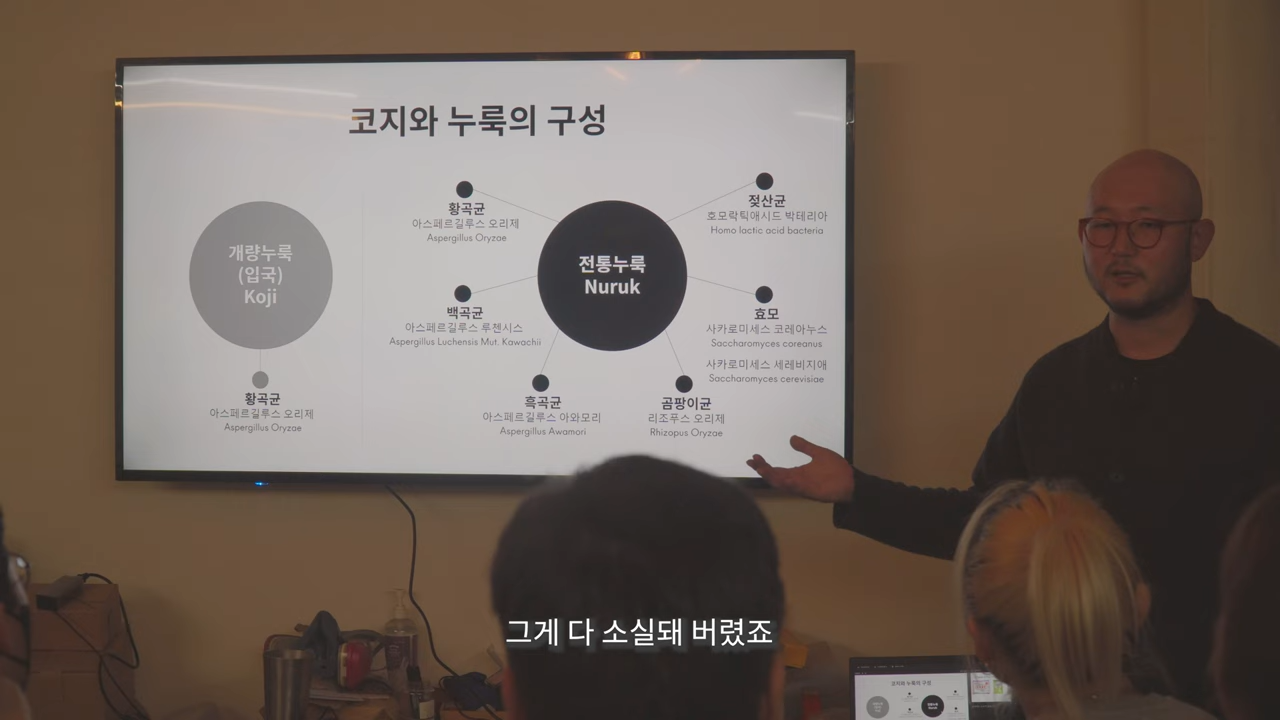 코지와 누룩의 구성
개량누룩
(입국)
Koji
황곡균
아스페르길루스 오리제
Aspergillus Oryzae
전통누룩
Nuruk
황곡균
아스페르길루스 오리제
Aspergillus Oryzae
백곡균
아스페르길루스 루첸시스
Aspergillus Luchensis Mut. Kawachii
흑곡균
아스페르길루스 아와모리
Aspergillus Awamori
곰팡이균
리조푸스 오리제
Rhizopus Oryzae
젖산균
호모락틱애시드 박테리아
Homo lactic acid bacteria
효모
사카로미세스 코레아누스
Saccharomyces coreanus
사카로미세스 세레비지애
Saccharomyces cerevisiae
그게 다 소실돼 버렸죠
코지와 누룩의 구성